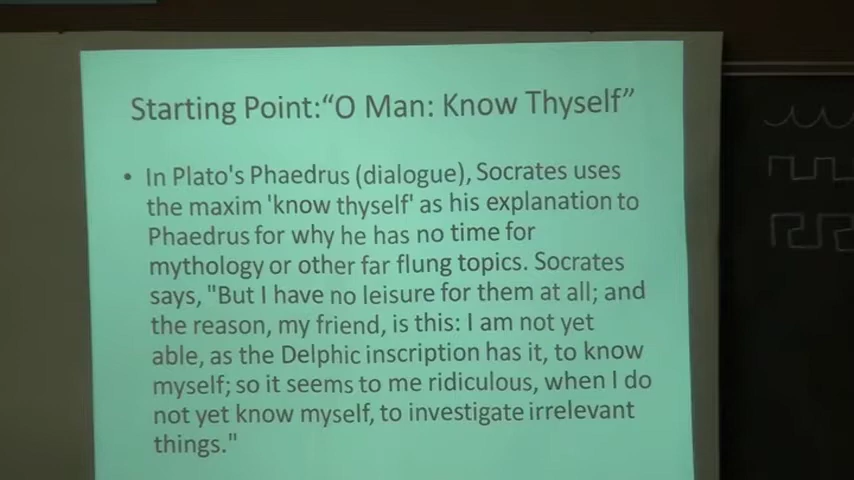 Starting Point:“O Man: Know Thyself”
• In Plato's Phaedrus (dialogue), Socrates uses
the maxim 'know thyself' as his explanation to
Phaedrus for why he has no time for
mythology or other far flung topics. Socrates
says, "But I have no leisure for them at all; and
the reason, my friend, is this: I am not yet
able, as the Delphic inscription has it, to know
myself; so it seems to me ridiculous, when I do
not yet know myself, to investigate irrelevant
things."